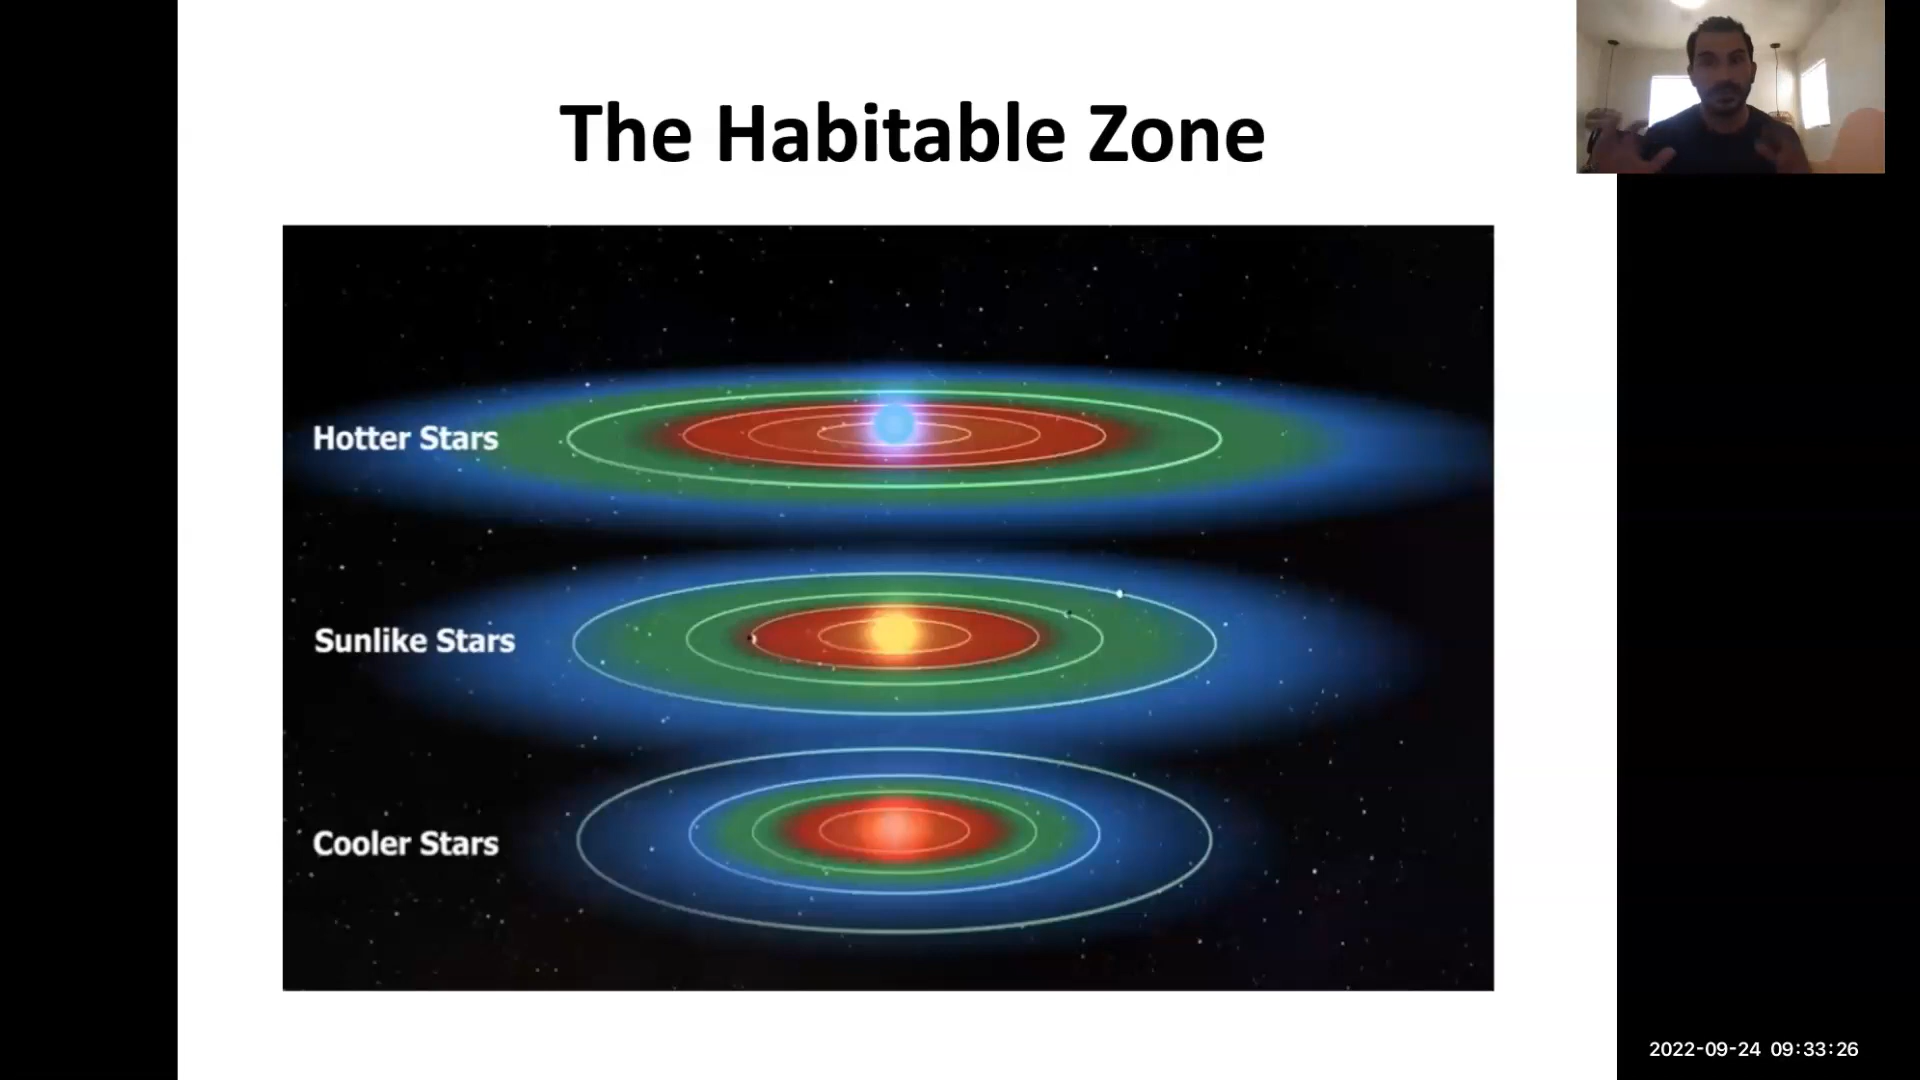 The Habitable Zone
Hotter Stars
Sunlike Stars
Cooler Stars
2022-09-24 09:33:26